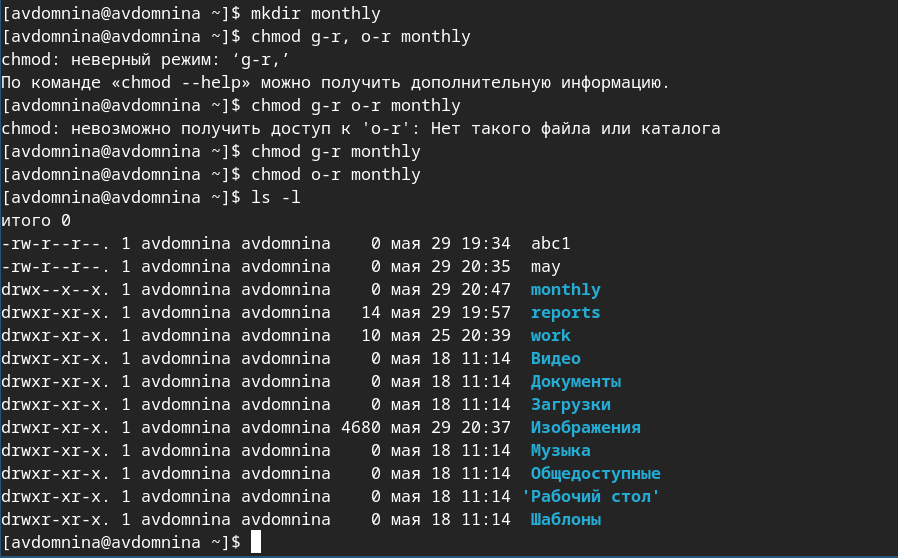 [avdomnina@avdomnina ~]$ mkdir monthly
[avdomnina@avdomnina ~]$ chmod g-r, o-r monthly
chmod: неверный режим: ‘g-r,’
По команде «chmod --help» можно получить дополнительную информацию.
[avdomnina@avdomnina ~]$ chmod g-r o-r monthly
chmod: невозможно получить доступ к 'o-r': Нет такого файла или каталога
[avdomnina@avdomnina ~]$ chmod g-r monthly
[avdomnina@avdomnina ~]$ chmod o-r monthly
[avdomnina@avdomnina ~]$ ls -l
итого 0
-rw-r--r--. 1 avdomnina avdomnina    0 мая 29 19:34  abc1
-rw-r--r--. 1 avdomnina avdomnina    0 мая 29 20:35  may
drwx--x--x. 1 avdomnina avdomnina    0 мая 29 20:47  monthly
drwxr-xr-x. 1 avdomnina avdomnina   14 мая 29 19:57  reports
drwxr-xr-x. 1 avdomnina avdomnina   10 мая 25 20:39  work
drwxr-xr-x. 1 avdomnina avdomnina    0 мая 18 11:14  Видео
drwxr-xr-x. 1 avdomnina avdomnina    0 мая 18 11:14  Документы
drwxr-xr-x. 1 avdomnina avdomnina    0 мая 18 11:14  Загрузки
drwxr-xr-x. 1 avdomnina avdomnina 4680 мая 29 20:37  Изображения
drwxr-xr-x. 1 avdomnina avdomnina    0 мая 18 11:14  Музыка
drwxr-xr-x. 1 avdomnina avdomnina    0 мая 18 11:14  Общедоступные
drwxr-xr-x. 1 avdomnina avdomnina    0 мая 18 11:14 'Рабочий стол'
drwxr-xr-x. 1 avdomnina avdomnina    0 мая 18 11:14  Шаблоны
[avdomnina@avdomnina ~]$